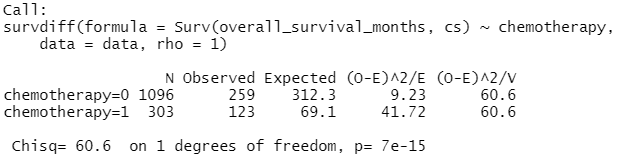 Call:
survdiff(formula = Surv(overall_survival_months, cs) ~ chemotherapy,
    data = data, rho = 1)
N Observed Expected (O-E)^2/E (O-E)^2/V
chemotherapy=0 1096 259 312.3 9.23 60.6
chemotherapy=1 303 123 69.1 41.72 60.6
Chisq= 60.6 on 1 degrees of freedom, p= 7e-15